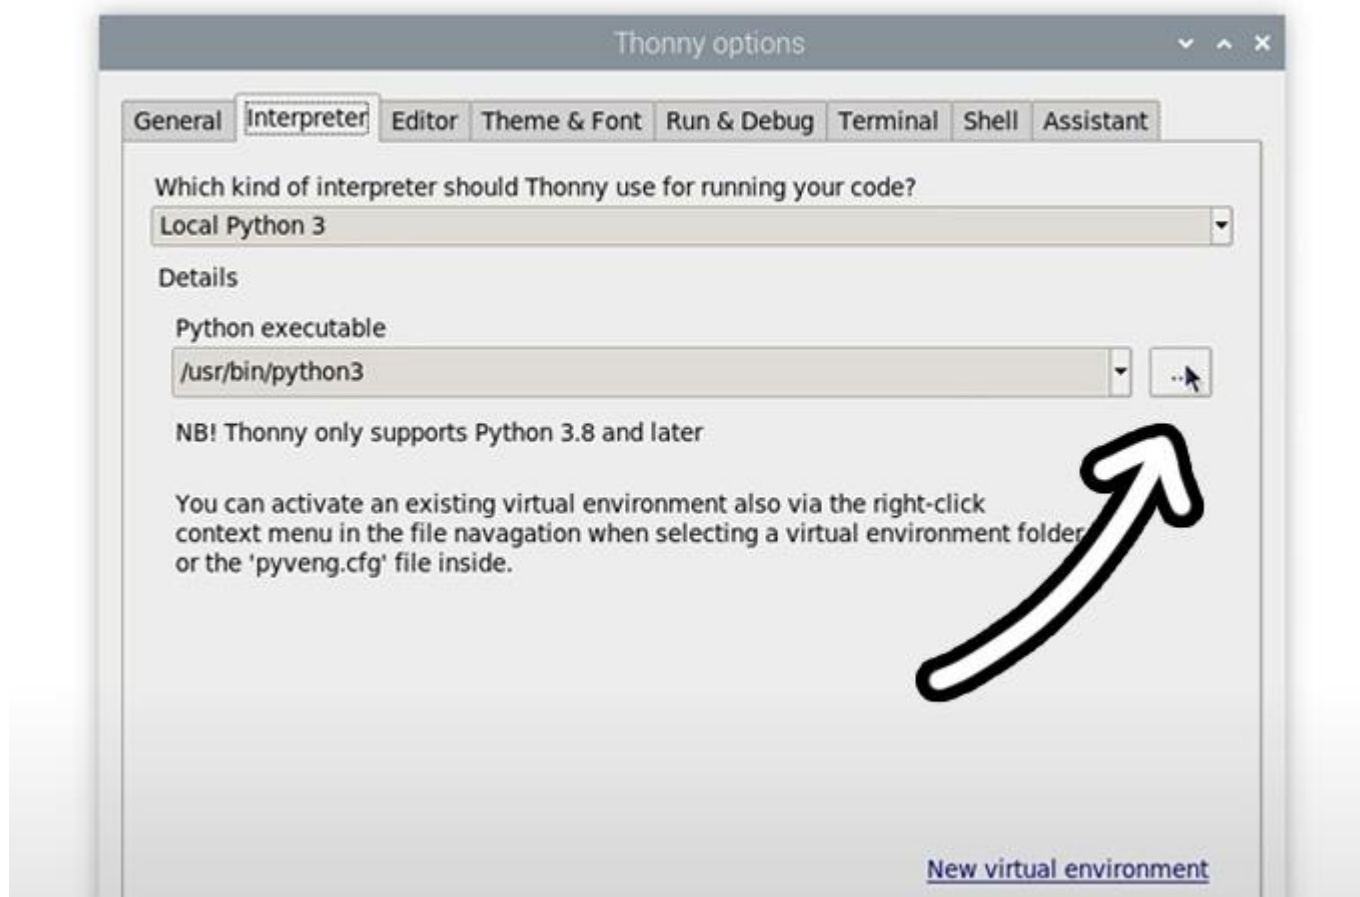 Thonny options
General Interpreter Editor Theme & Font Run & Debug Terminal Shell Assistant
Which kind of interpreter should Thonny use for running your code?
Local Python 3
Details
Python executable
/usr/bin/python3
..
NB! Thonny only supports Python 3.8 and later
You can activate an existing virtual environment also via the right-click
context menu in the file navagation when selecting a virtual environment folder
or the 'pyveng.cfg' file inside.
New virtual environment